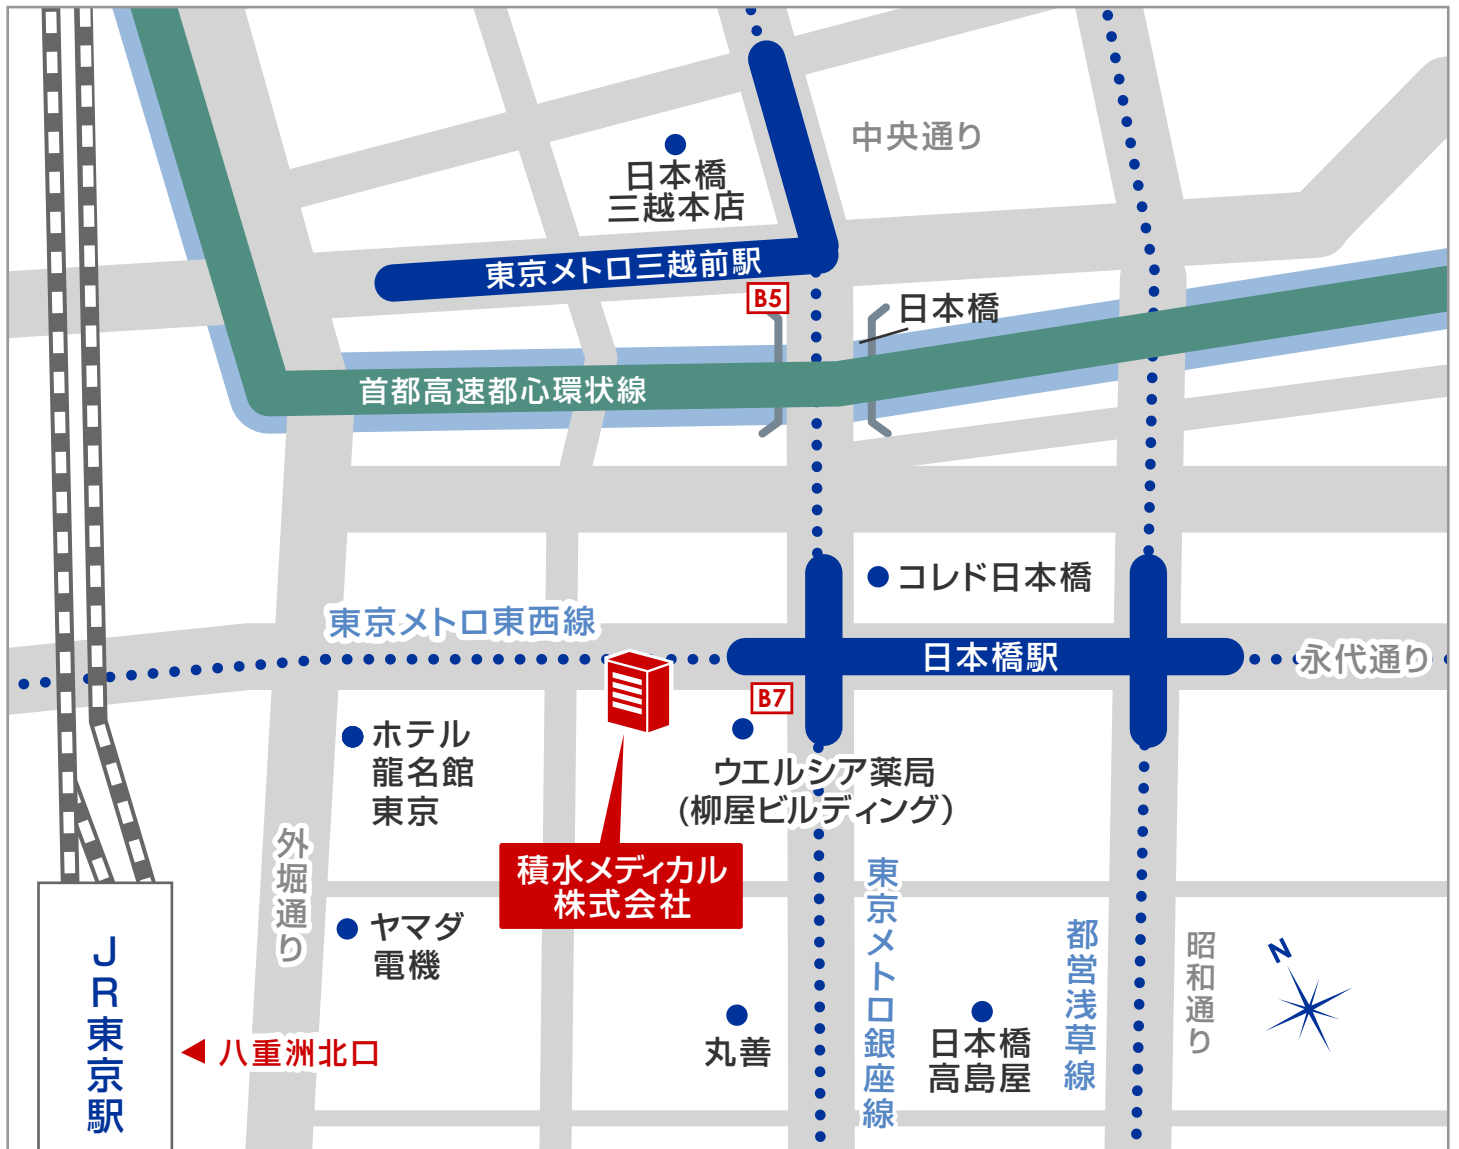 中央通り
日本橋
三越本店
東京メトロ三越前駅
B5
日本橋
首都高速都心環状線
コレド日本橋
東京メトロ東西線
日本橋駅
永代通り
B7
ホテル
龍名館
東京
ウエルシア薬局
(柳屋ビルディング)
外堀通り
積水メディカル
株式会社
東京メトロ銀座線
ヤマダ
電機
都営浅草線
昭和通り
N
JR東京駅
八重洲北口
丸善
日本橋
高島屋